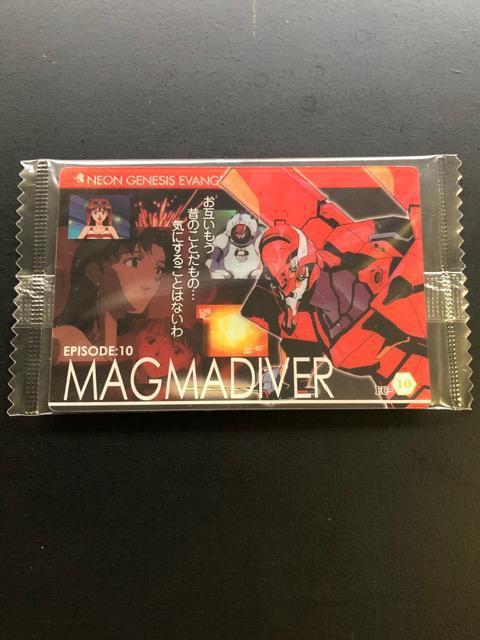 NEON GENESIS EVANG
お互いもう
昔のことだもの…
気にすることはないわ
EPISODE:10
MAGMADIVER
EG-10